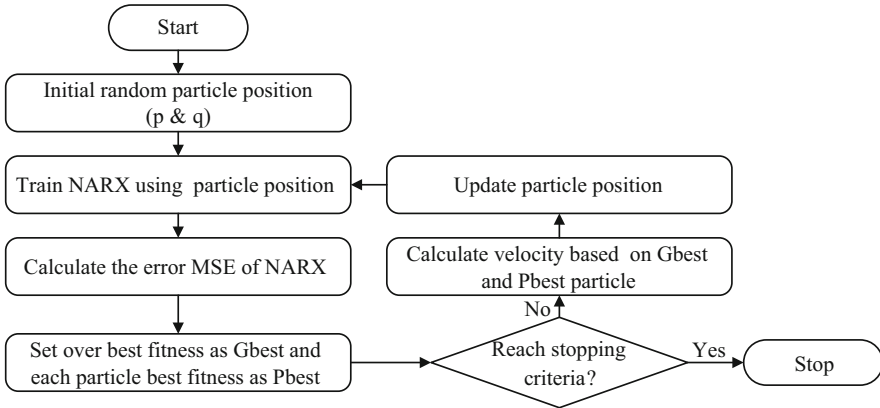 Start
Initial random particle position
(p & q)
Train NARX using particle position
Update particle position
Calculate the error MSE of NARX
Calculate velocity based on Gbest
and Pbest particle
No
Set over best fitness as Gbest and
each particle best fitness as Pbest
Reach stopping
criteria?
Yes
Stop